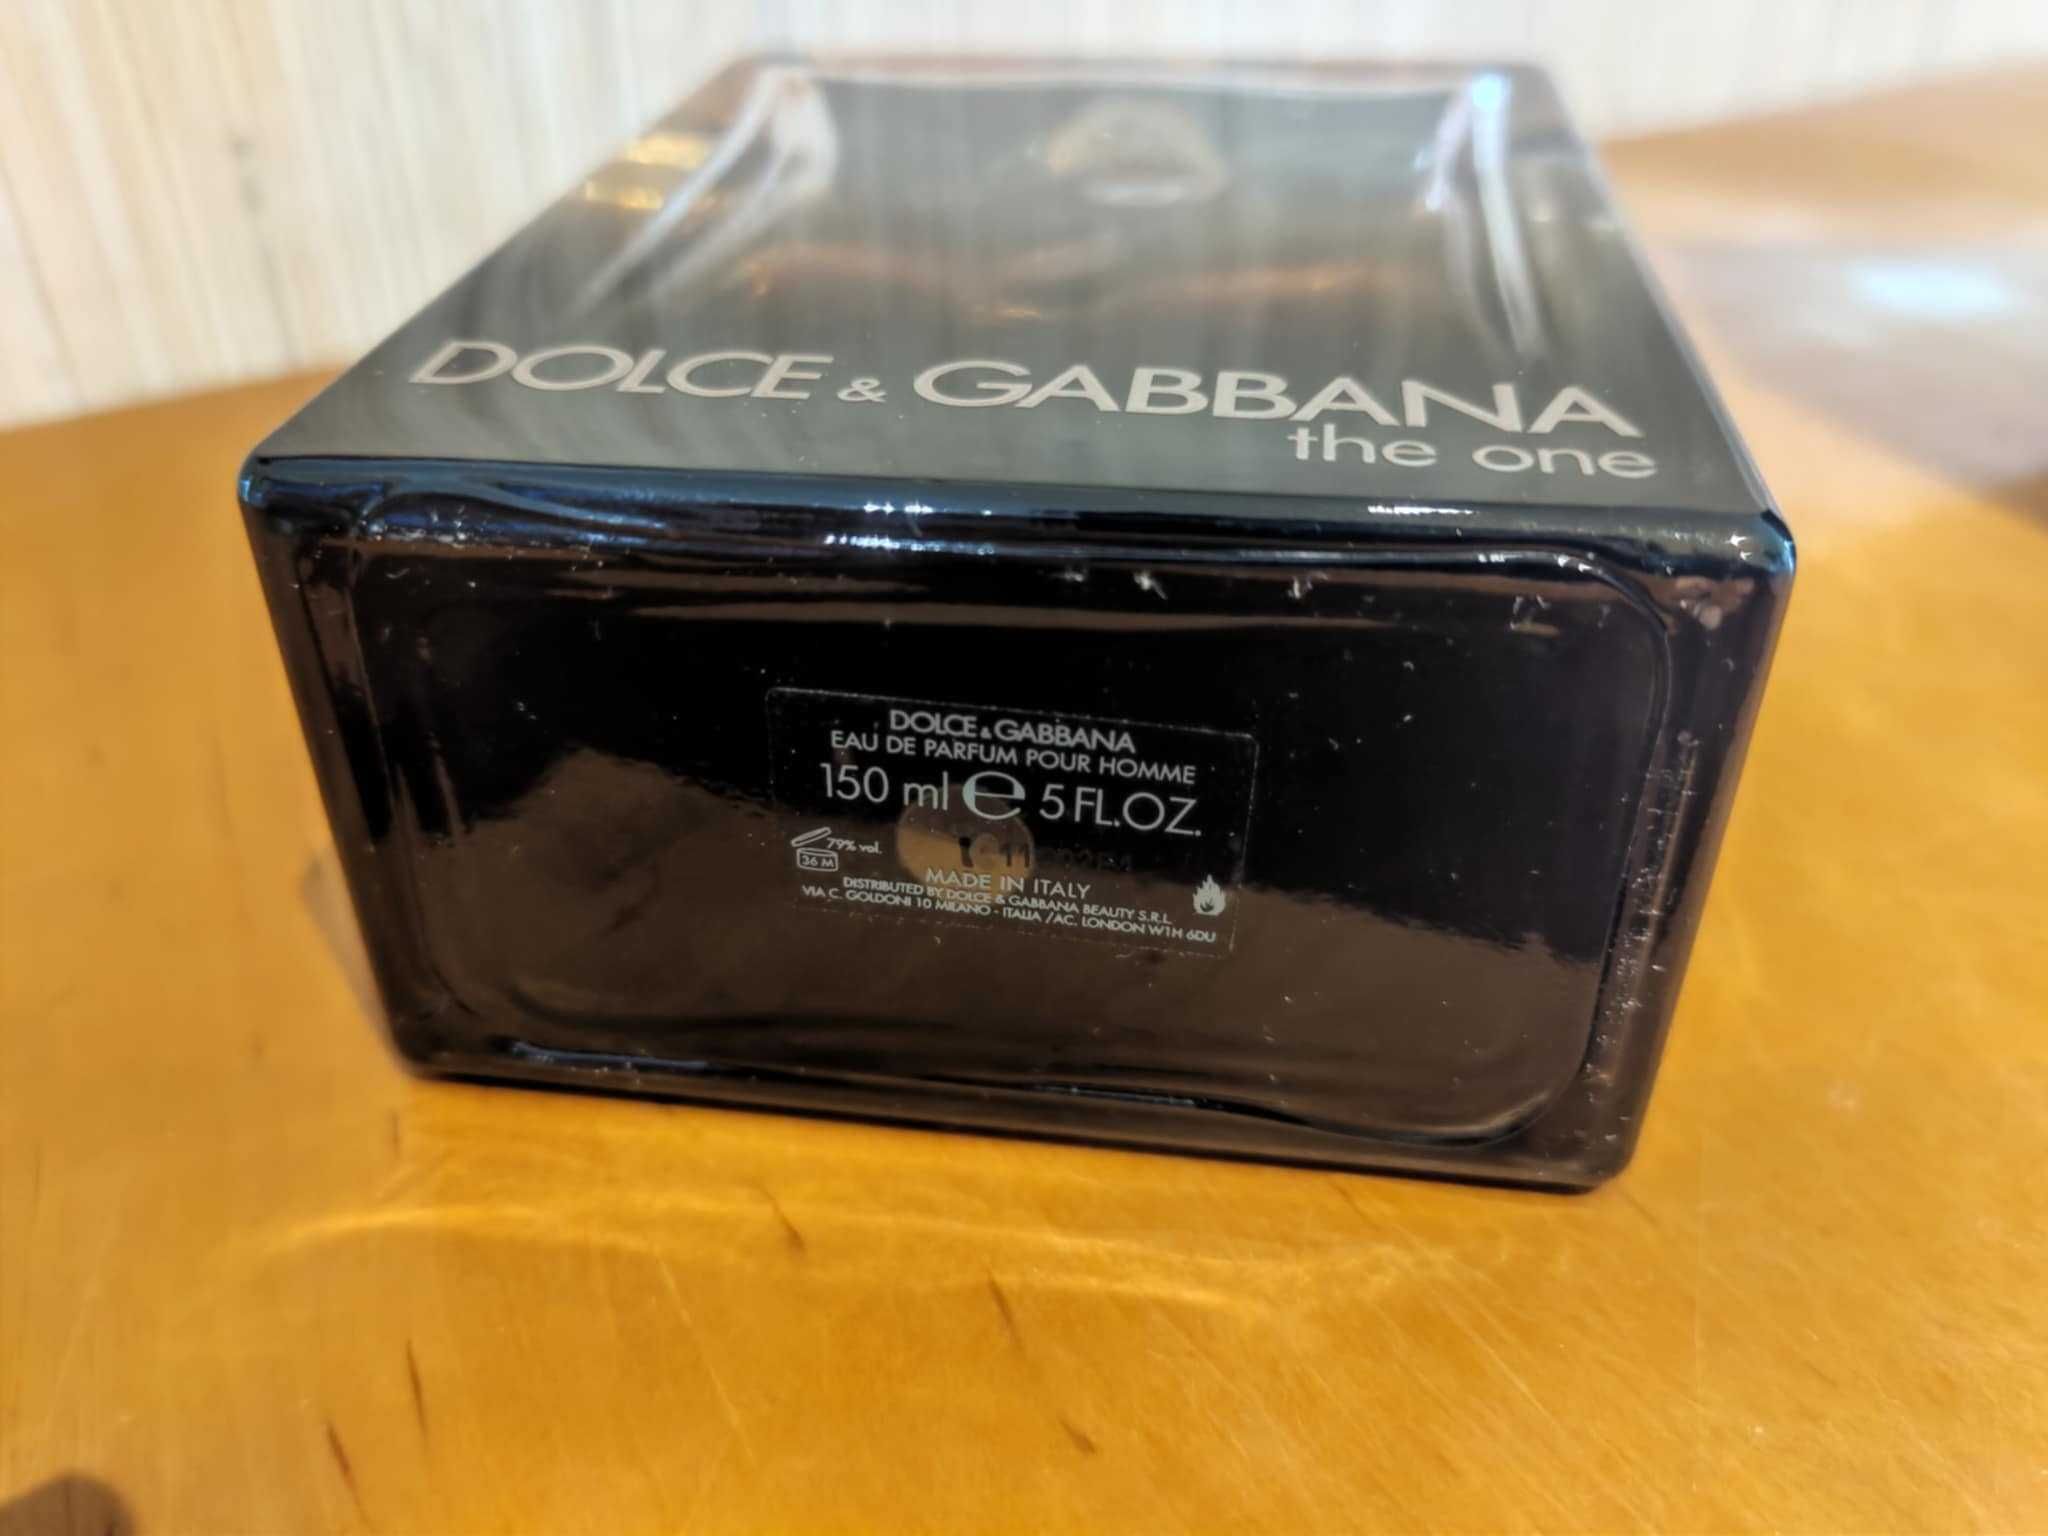 DOLCE & GABBANA
the one
DOLCE & GABBANA
EAU DE PARFUM POUR HOMME
150 ml e 5 FL.OZ.
79% vol.
36 M
MADE IN ITALY
DISTRIBUTED BY DOLCE & GABBANA BEAUTY S.R.L.
VIA C. GOLDONI 10 MILANO - ITALIA /AC. LONDON W1H 6DU